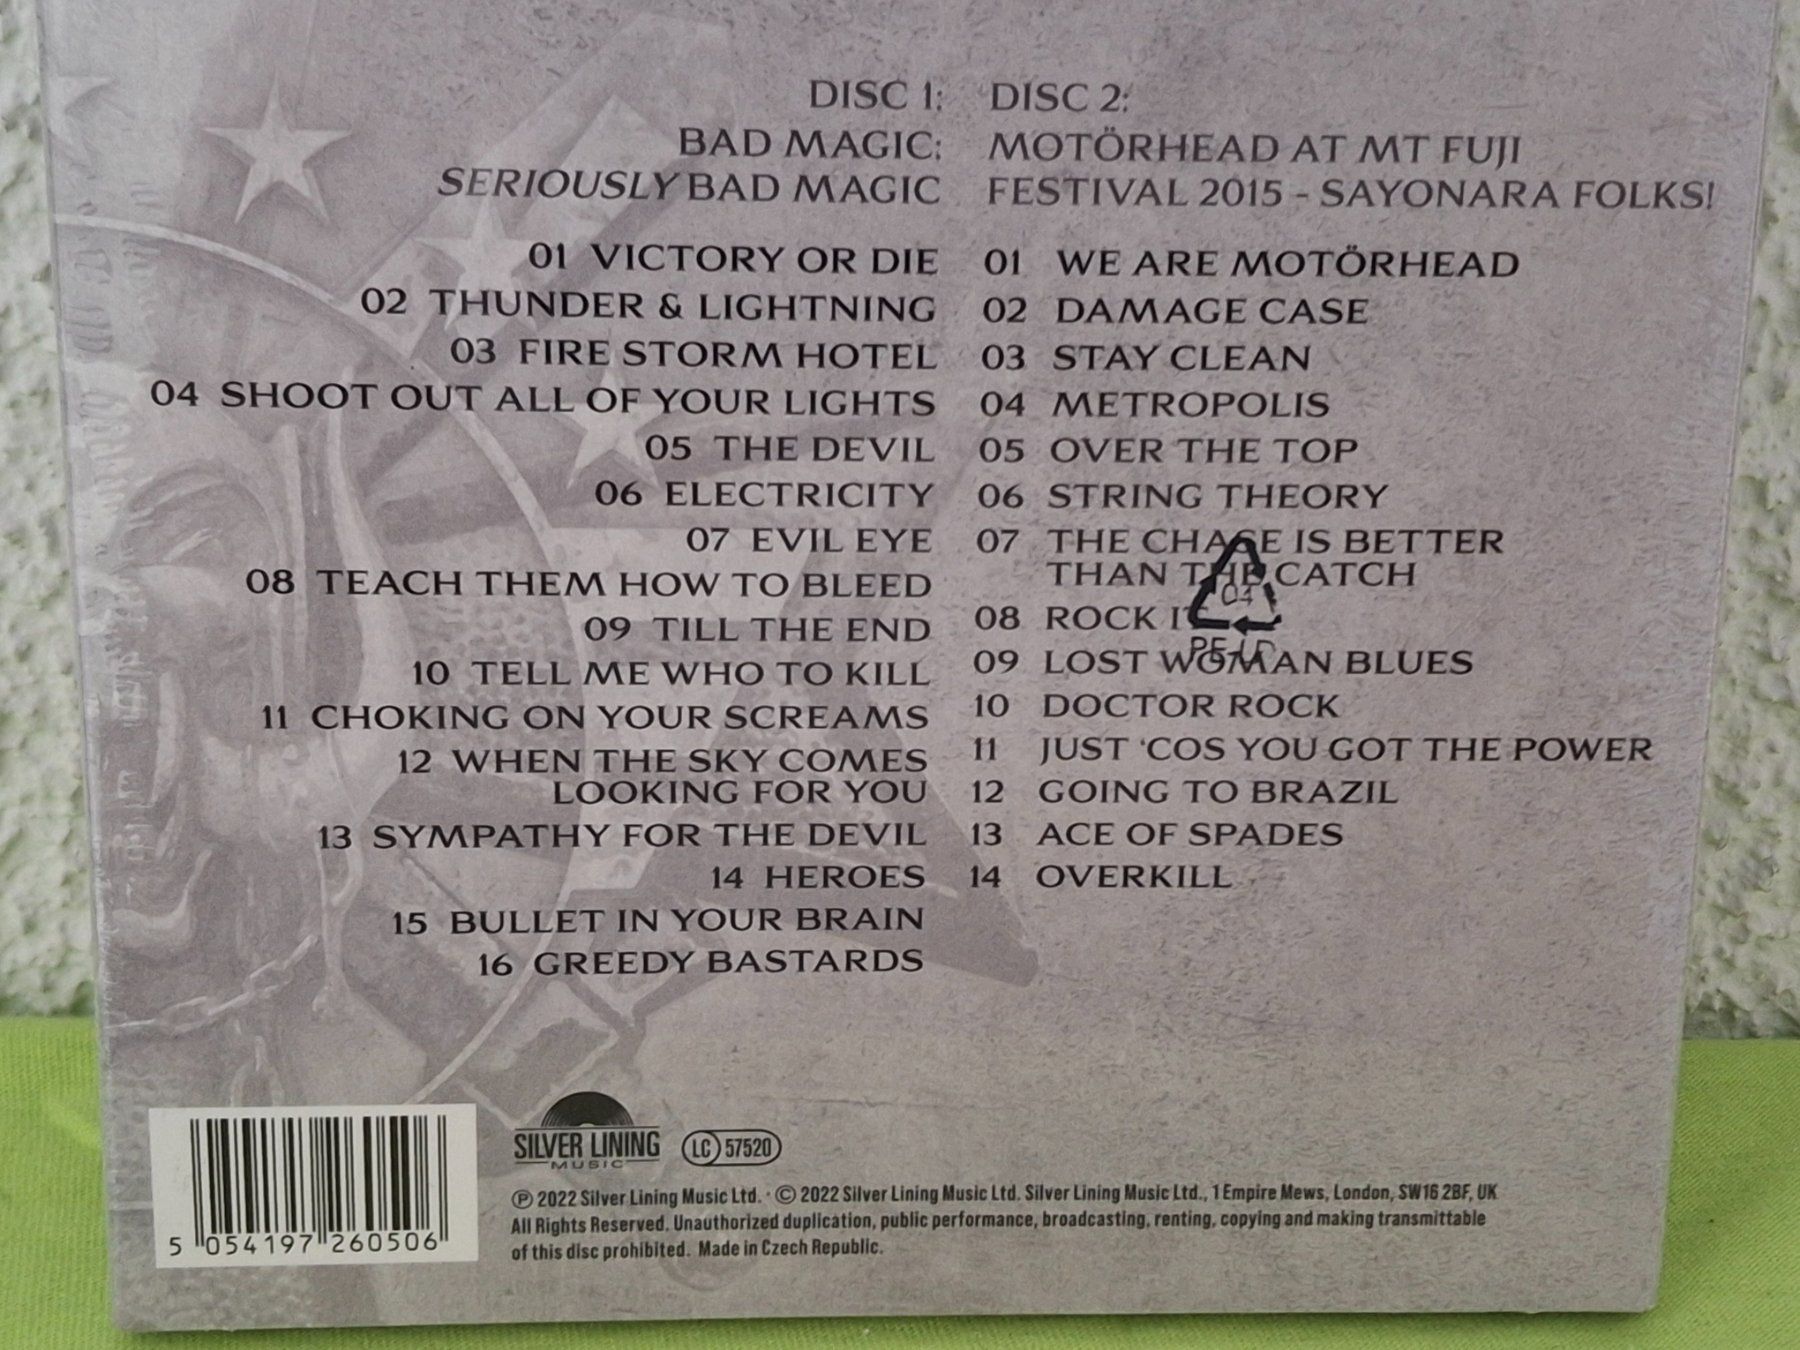 DISC 1:
BAD MAGIC:
SERIOUSLY BAD MAGIC
01 VICTORY OR DIE
02 THUNDER & LIGHTNING
03 FIRE STORM HOTEL
04 SHOOT OUT ALL OF YOUR LIGHTS
05 THE DEVIL
06 ELECTRICITY
07 EVIL EYE
08 TEACH THEM HOW TO BLEED
09 TILL THE END
10 TELL ME WHO TO KILL
11 CHOKING ON YOUR SCREAMS
12 WHEN THE SKY COMES
LOOKING FOR YOU
13 SYMPATHY FOR THE DEVIL
14 HEROES
15 BULLET IN YOUR BRAIN
16 GREEDY BASTARDS
DISC 2:
MOTÖRHEAD AT MT FUJI
FESTIVAL 2015 - SAYONARA FOLKS!
01 WE ARE MOTÖRHEAD
02 DAMAGE CASE
03 STAY CLEAN
04 METROPOLIS
05 OVER THE TOP
06 STRING THEORY
07 THE CHASE IS BETTER
THAN THE CATCH
08 ROCK IT
09 LOST WOMAN BLUES
10 DOCTOR ROCK
11 JUST 'COS YOU GOT THE POWER
12 GOING TO BRAZIL
13 ACE OF SPADES
14 OVERKILL
04
5 054197 260506
SILVER LINING
MUSIC
LC 57520
℗ 2022 Silver Lining Music Ltd. · © 2022 Silver Lining Music Ltd. Silver Lining Music Ltd., 1 Empire Mews, London, SW16 2BF, UK
All Rights Reserved. Unauthorized duplication, public performance, broadcasting, renting, copying and making transmittable
of this disc prohibited. Made in Czech Republic.